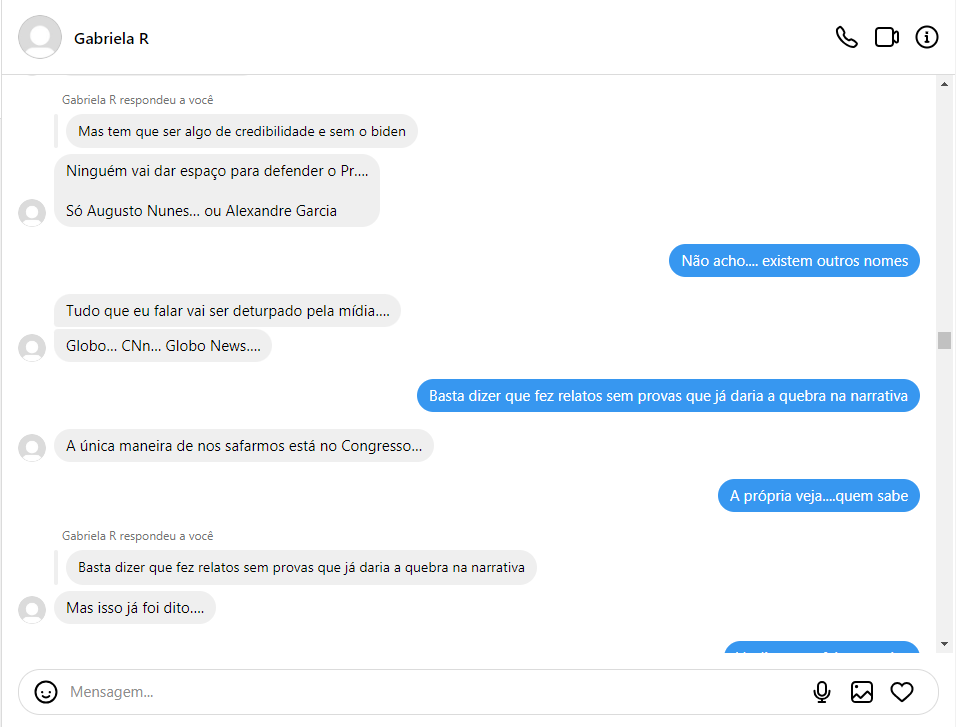 Gabriela R
Gabriela R respondeu a você
Mas tem que ser algo de credibilidade e sem o biden
Ninguém vai dar espaço para defender o Pr....
Só Augusto Nunes... ou Alexandre Garcia
Não acho.... existem outros nomes
Tudo que eu falar vai ser deturpado pela mídia....
Globo... CNn... Globo News....
Basta dizer que fez relatos sem provas que já daria a quebra na narrativa
A única maneira de nos safarmos está no Congresso...
A própria veja....quem sabe
Gabriela R respondeu a você
Basta dizer que fez relatos sem provas que já daria a quebra na narrativa
Mas isso já foi dito....
Mensagem...